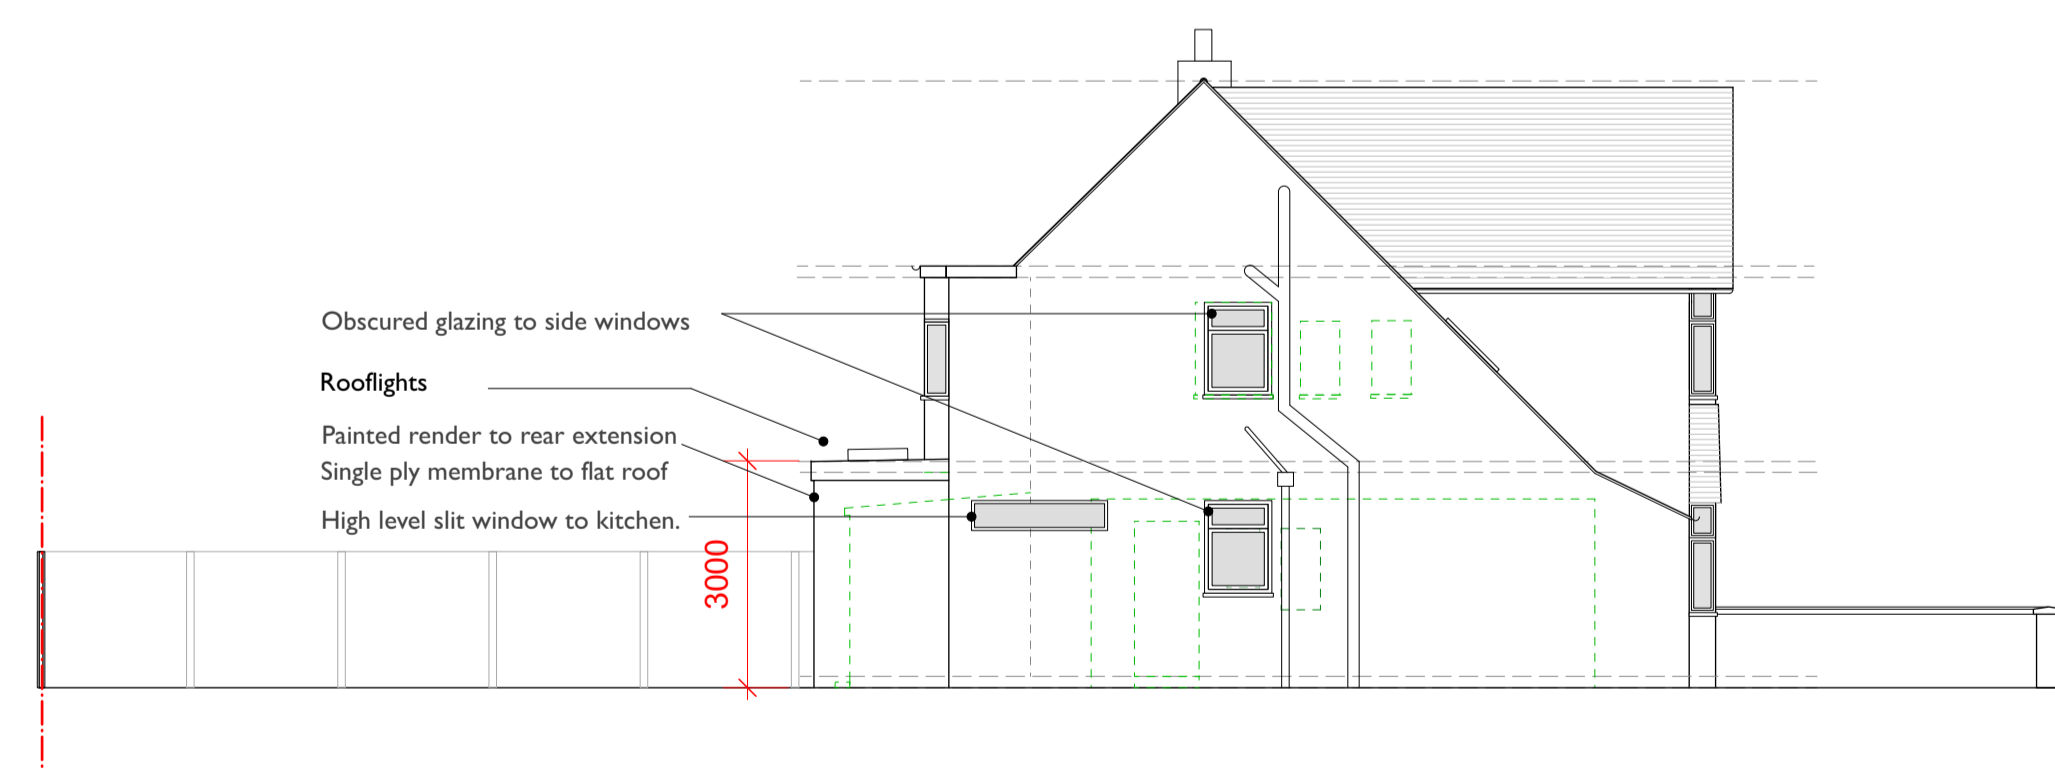 Obscured glazing to side windows
Rooflights
Painted render to rear extension
Single ply membrane to flat roof
High level slit window to kitchen.
3000